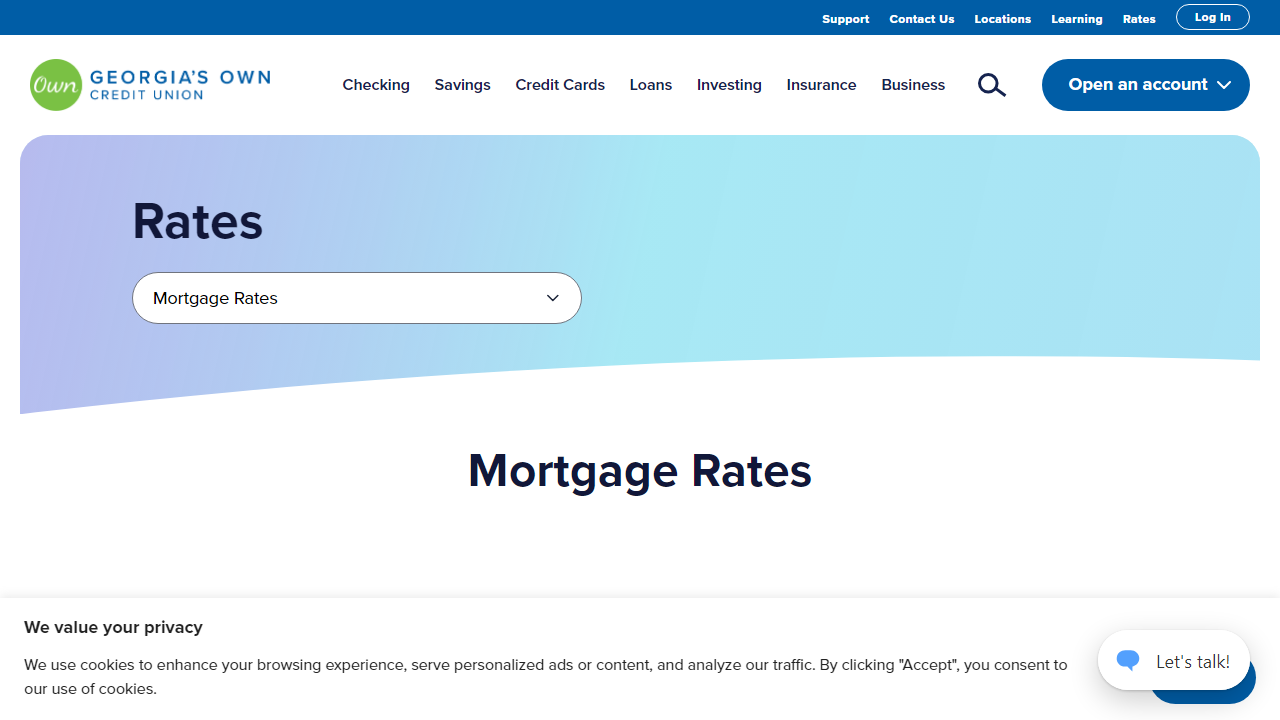 Support Contact Us Locations Learning Rates Log In
Own GEORGIA'S OWN
CREDIT UNION
Checking Savings Credit Cards Loans Investing Insurance Business Open an account
Rates
Mortgage Rates
Mortgage Rates
We value your privacy
We use cookies to enhance your browsing experience, serve personalized ads or content, and analyze our traffic. By clicking "Accept", you consent to
our use of cookies.
Let's talk!